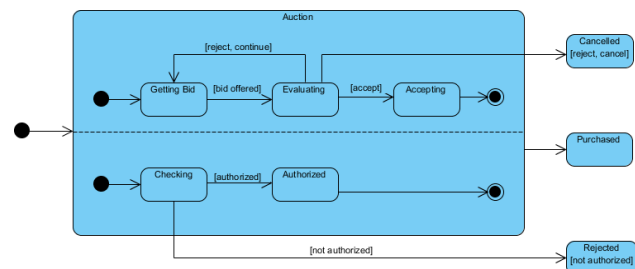 Auction
Cancelled
[reject, cancel]
[reject, continue]
Getting Bid
[bid offered]
Evaluating
[accept]
Accepting
Purchased
Checking
[authorized]
Authorized
[not authorized]
Rejected
[not authorized]